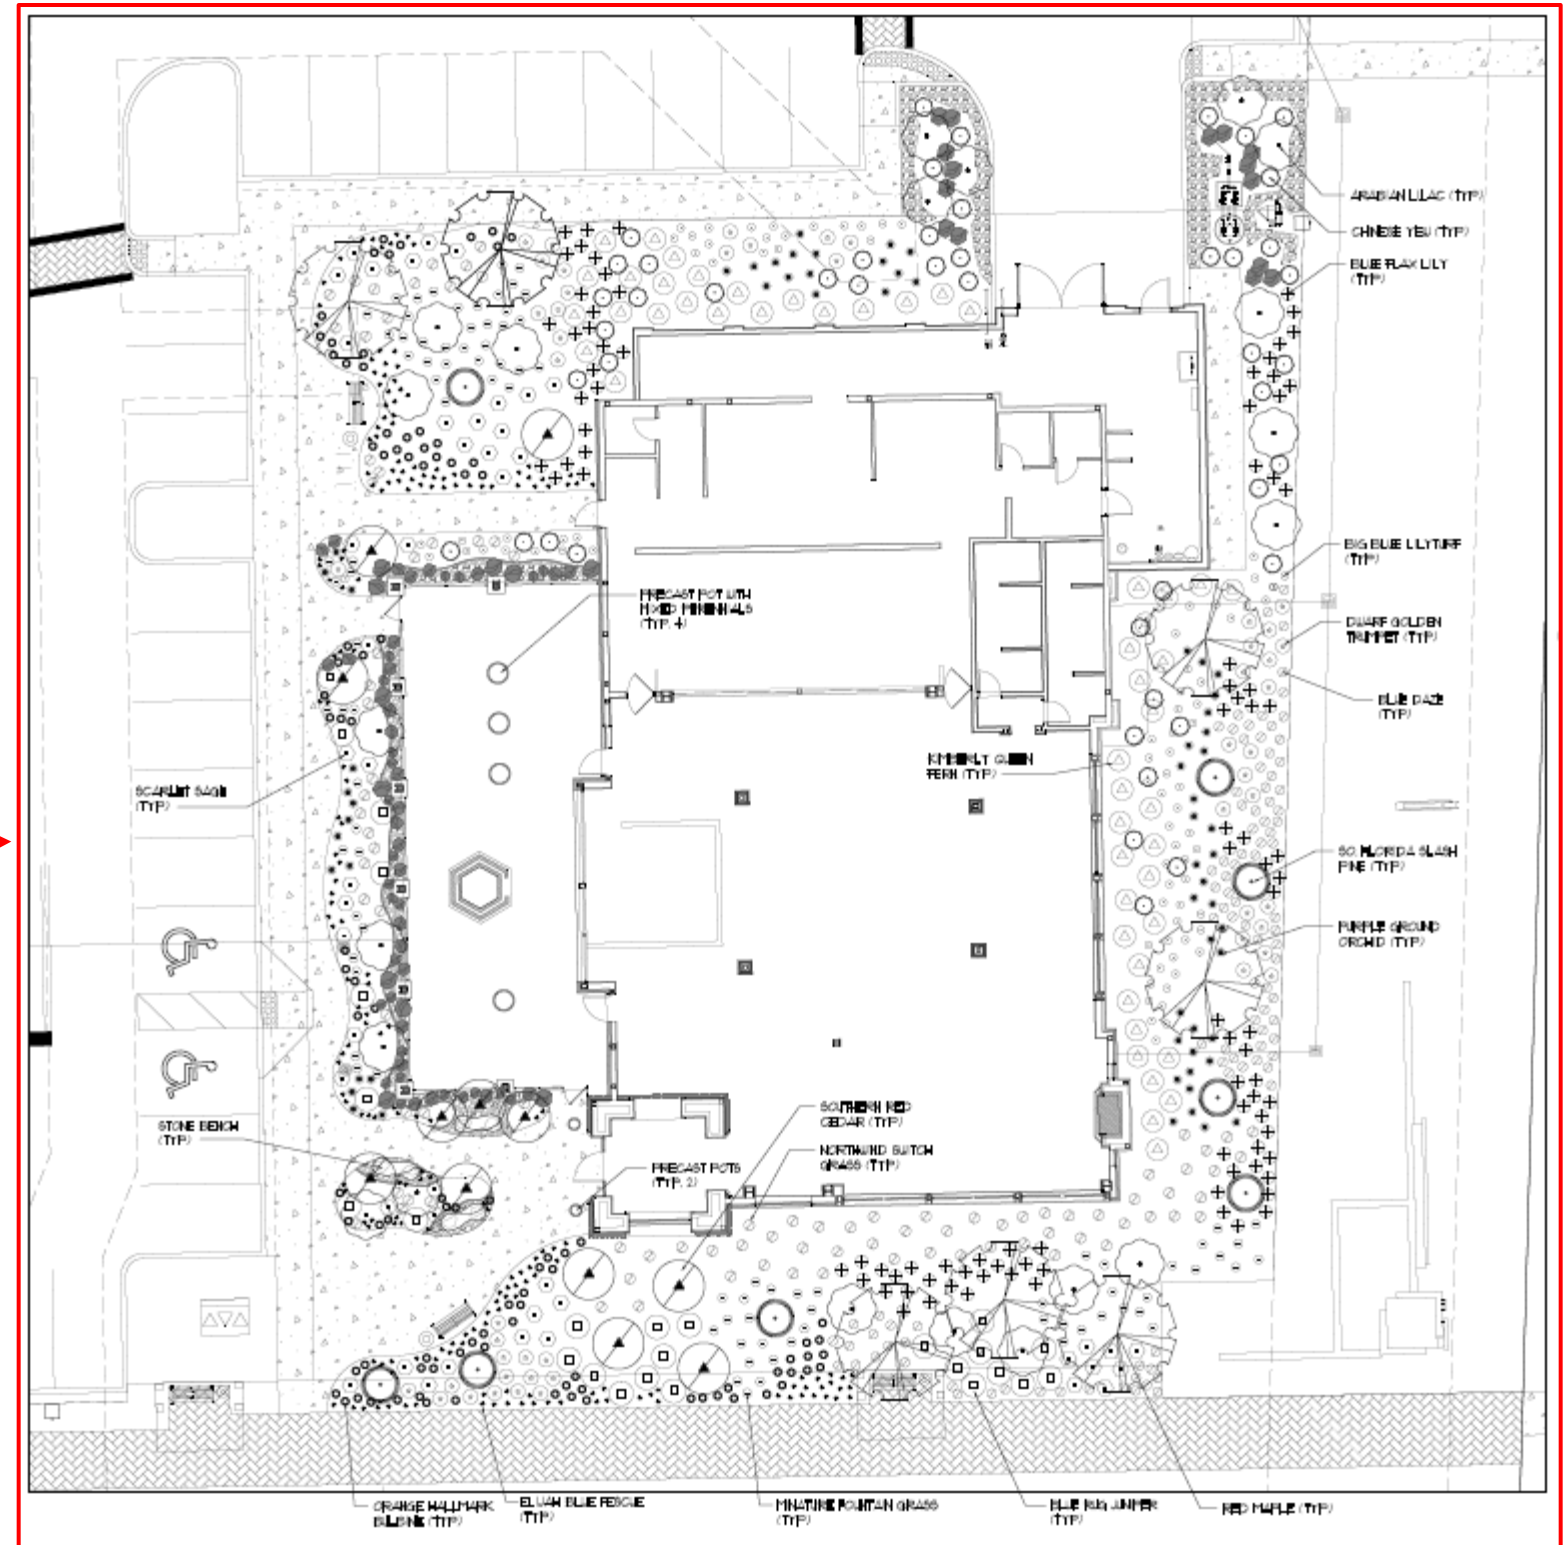 ARABIAN LILAC (TYP)
CHINESE YEW (TYP)
BLUE FLAX LILY
(TYP)
BIG BLUE LILYTURF
(TYP)
PRECAST POT WITH
MIXED PERENNIALS
(TYP, 4)
DWARF GOLDEN
TRUMPET (TYP)
BLUE DAZE
(TYP)
KIMBERLY QUEEN
FERN (TYP)
SCARLET SAGE
(TYP)
SO. FLORIDA SLASH
PINE (TYP)
PURPLE GROUND
ORCHID (TYP)
SOUTHERN RED
CEDAR (TYP)
STONE BENCH
(TYP)
NORTHWIND SWITCH
GRASS (TYP)
PRECAST POTS
(TYP, 2)
ORANGE HALLMARK
BULBINE (TYP)
ELIJAH BLUE FESCUE
(TYP)
MINATURE FOUNTAIN GRASS
(TYP)
BLUE RUG JUNIPER
(TYP)
RED MAPLE (TYP)